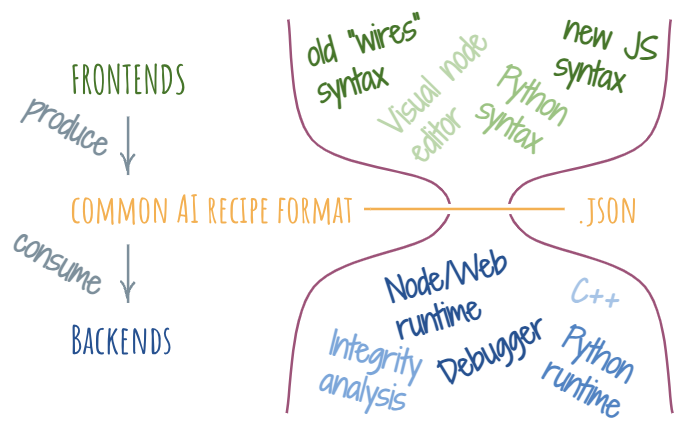 FRONTENDS
produce
COMMON AI RECIPE FORMAT
consume
BACKENDS
old "wires"
syntax
Visual node
editor
Python
syntax
new JS
syntax
.JSON
Node/Web
runtime
C++
Integrity
analysis
Debugger
Python
runtime